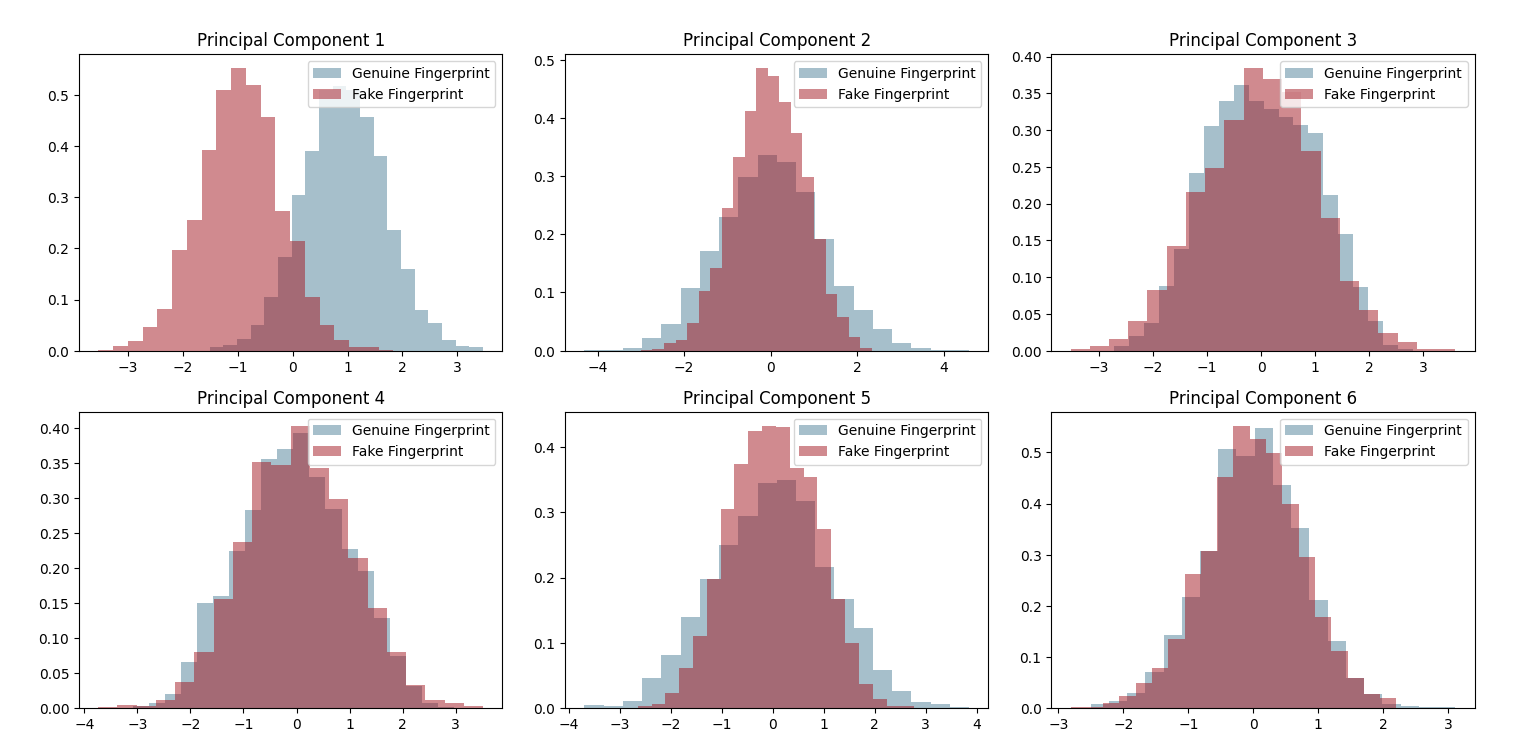 Principal Component 1
Genuine Fingerprint
Fake Fingerprint
0.5
0.4
0.3
0.2
0.1
0.0
−3 −2 −1 0 1 2 3
Principal Component 2
Genuine Fingerprint
Fake Fingerprint
0.5
0.4
0.3
0.2
0.1
0.0
−4 −2 0 2 4
Principal Component 3
Genuine Fingerprint
Fake Fingerprint
0.40
0.35
0.30
0.25
0.20
0.15
0.10
0.05
0.00
−3 −2 −1 0 1 2 3
Principal Component 4
Genuine Fingerprint
Fake Fingerprint
0.40
0.35
0.30
0.25
0.20
0.15
0.10
0.05
0.00
−4 −3 −2 −1 0 1 2 3
Principal Component 5
Genuine Fingerprint
Fake Fingerprint
0.4
0.3
0.2
0.1
0.0
−4 −3 −2 −1 0 1 2 3 4
Principal Component 6
Genuine Fingerprint
Fake Fingerprint
0.5
0.4
0.3
0.2
0.1
0.0
−3 −2 −1 0 1 2 3